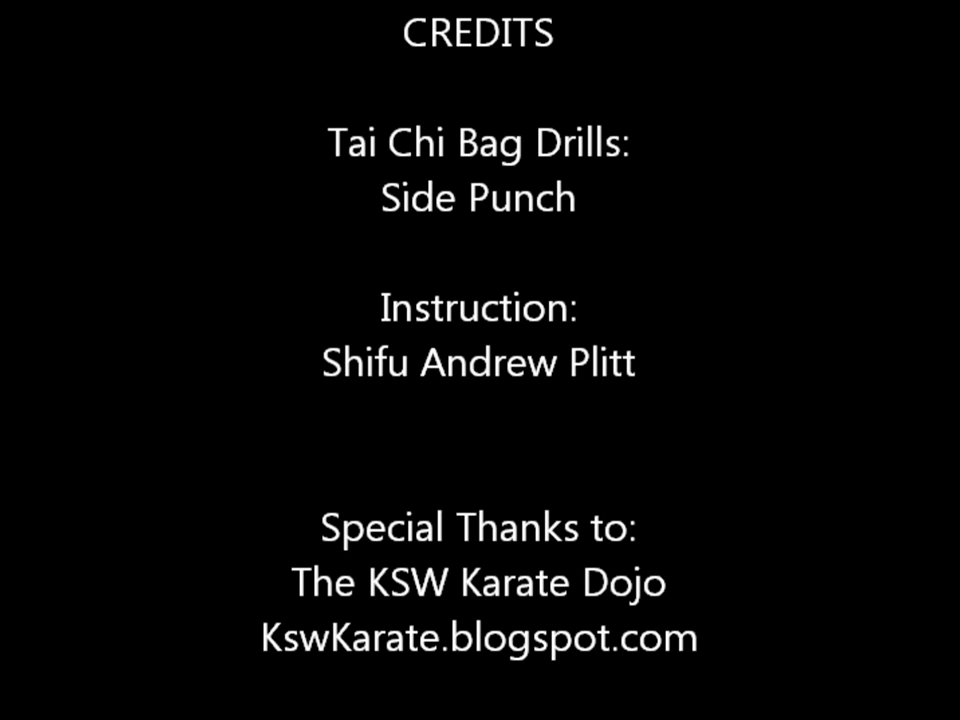 CREDITS
Tai Chi Bag Drills:
Side Punch
Instruction:
Shifu Andrew Plitt
Special Thanks to:
The KSW Karate Dojo
KswKarate.blogspot.com